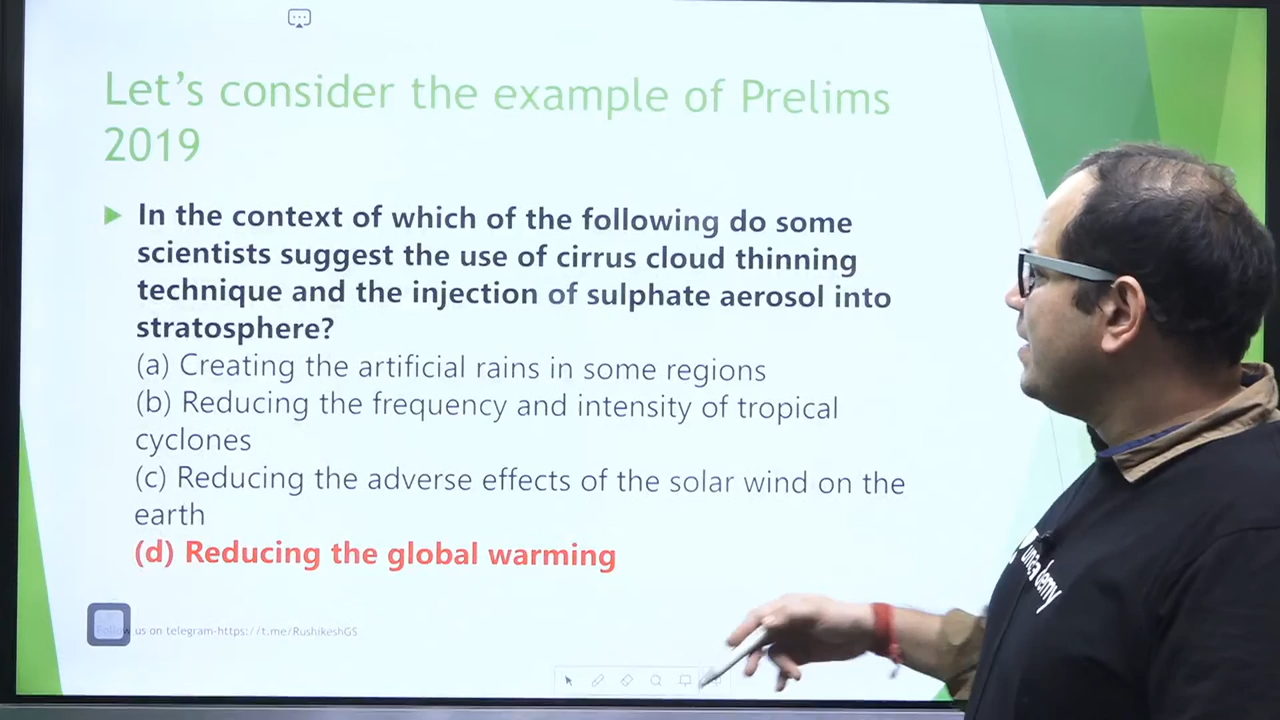 Let's consider the example of Prelims
2019
In the context of which of the following do some
scientists suggest the use of cirrus cloud thinning
technique and the injection of sulphate aerosol into
stratosphere?
(a) Creating the artificial rains in some regions
(b) Reducing the frequency and intensity of tropical
cyclones
(c) Reducing the adverse effects of the solar wind on the
earth
(d) Reducing the global warming
Follow us on telegram-https://t.me/RushikeshGS
unacademy